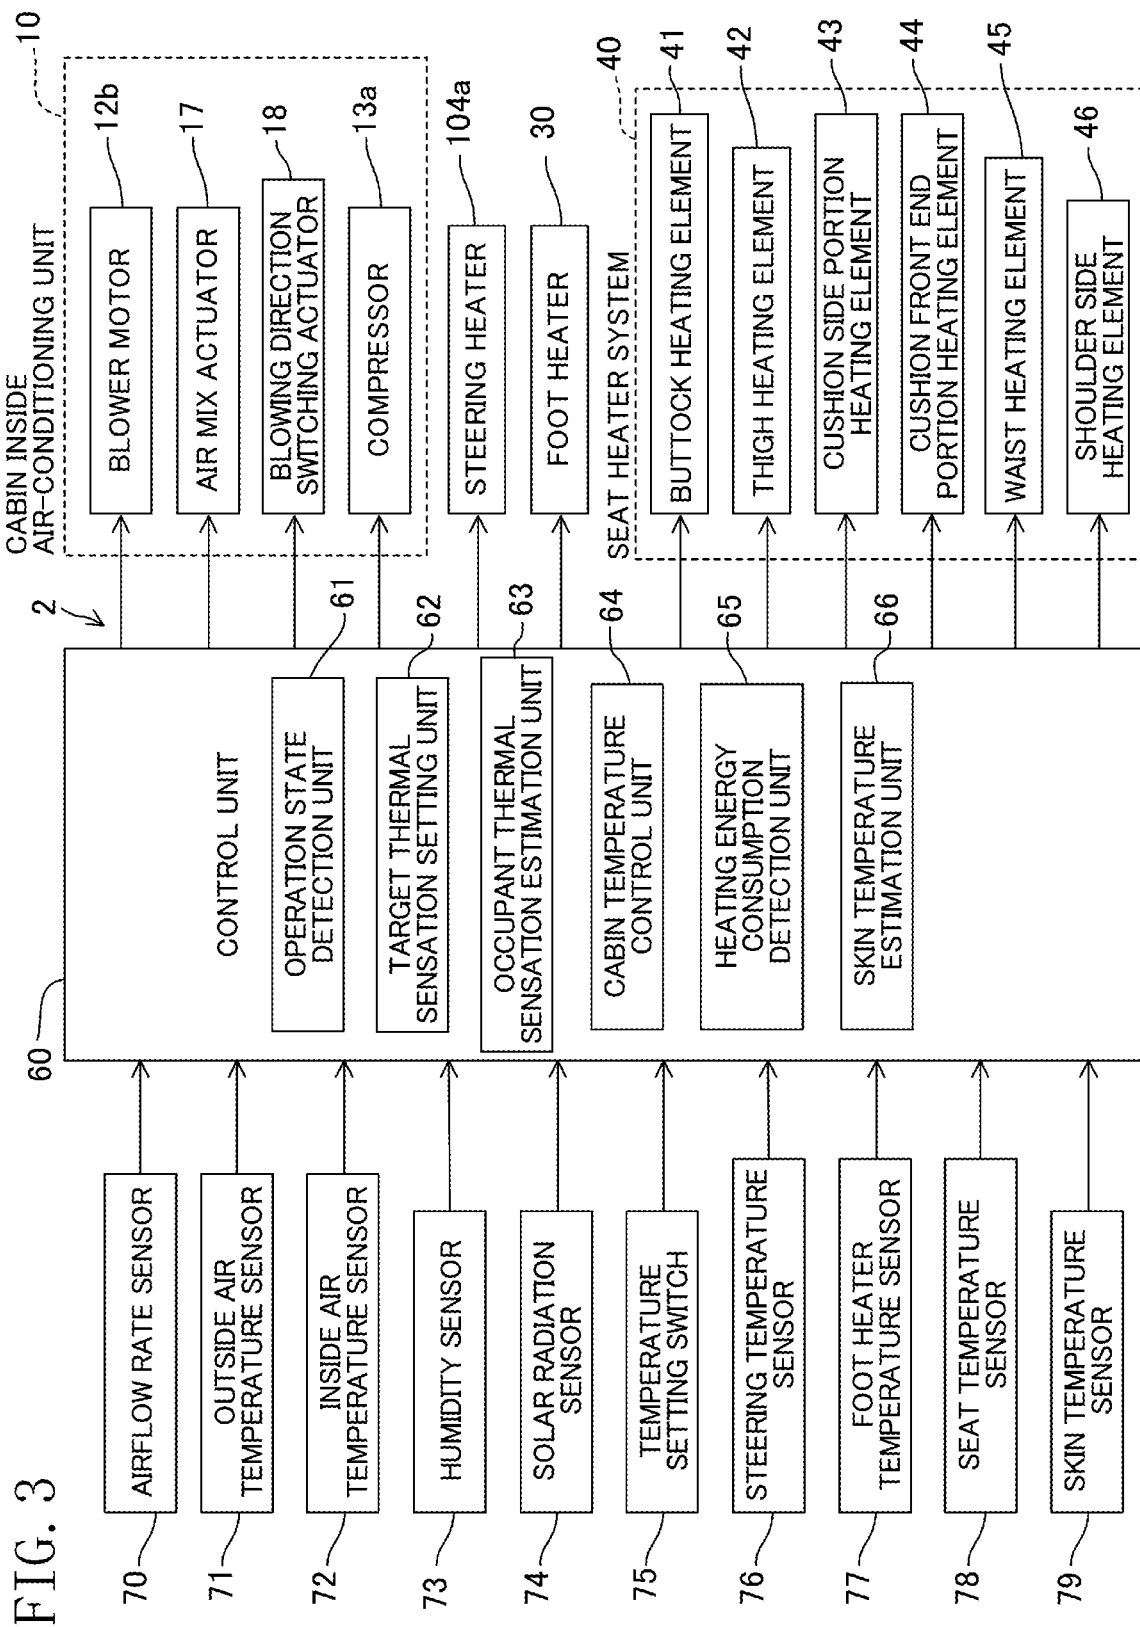 FIG. 3
2
60
CONTROL UNIT
70
AIRFLOW RATE SENSOR
71
OUTSIDE AIR
TEMPERATURE SENSOR
72
INSIDE AIR
TEMPERATURE SENSOR
73
HUMIDITY SENSOR
74
SOLAR RADIATION
SENSOR
75
TEMPERATURE
SETTING SWITCH
76
STEERING TEMPERATURE
SENSOR
77
FOOT HEATER
TEMPERATURE SENSOR
78
SEAT TEMPERATURE
SENSOR
79
SKIN TEMPERATURE
SENSOR
OPERATION STATE
DETECTION UNIT
61
TARGET THERMAL
SENSATION SETTING UNIT
62
OCCUPANT THERMAL
SENSATION ESTIMATION UNIT
63
CABIN TEMPERATURE
CONTROL UNIT
64
HEATING ENERGY
CONSUMPTION
DETECTION UNIT
65
SKIN TEMPERATURE
ESTIMATION UNIT
66
CABIN INSIDE
AIR-CONDITIONING UNIT
10
BLOWER MOTOR
12b
AIR MIX ACTUATOR
17
BLOWING DIRECTION
SWITCHING ACTUATOR
18
COMPRESSOR
13a
STEERING HEATER
104a
FOOT HEATER
30
SEAT HEATER SYSTEM
40
BUTTOCK HEATING ELEMENT
41
THIGH HEATING ELEMENT
42
CUSHION SIDE PORTION
HEATING ELEMENT
43
CUSHION FRONT END
PORTION HEATING ELEMENT
44
WAIST HEATING ELEMENT
45
SHOULDER SIDE
HEATING ELEMENT
46